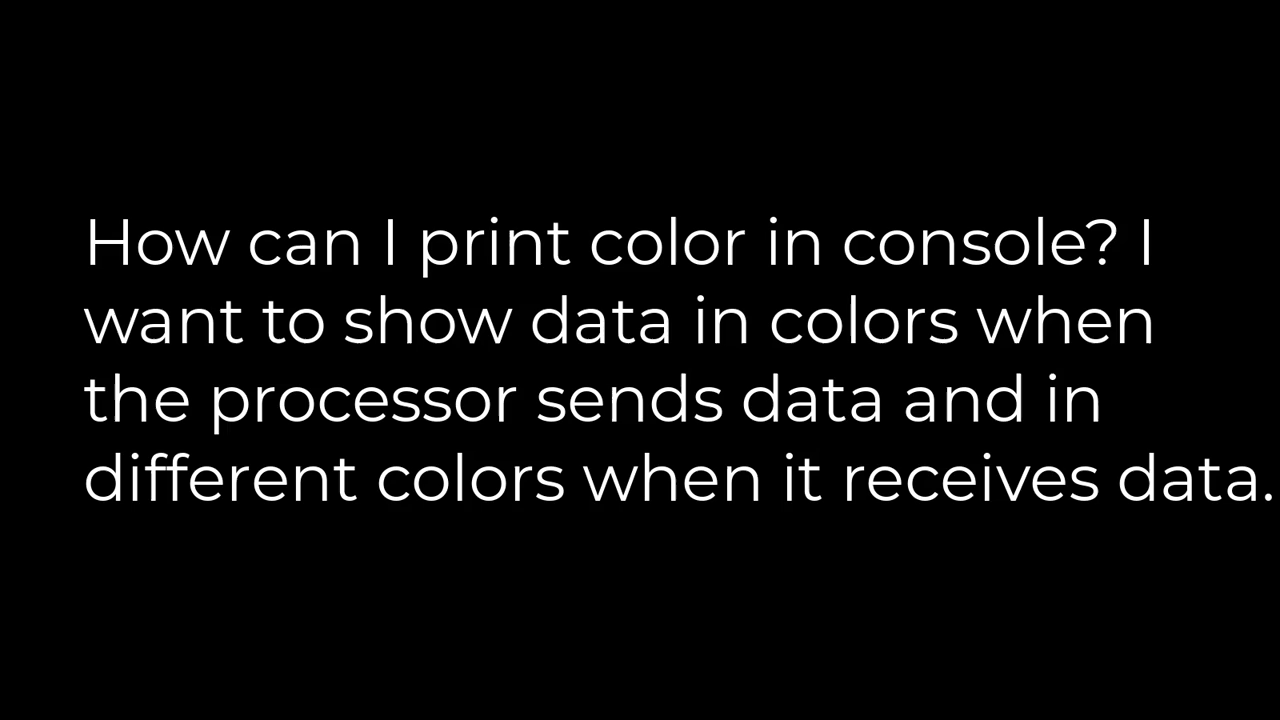 How can I print color in console? I
want to show data in colors when
the processor sends data and in
different colors when it receives data.